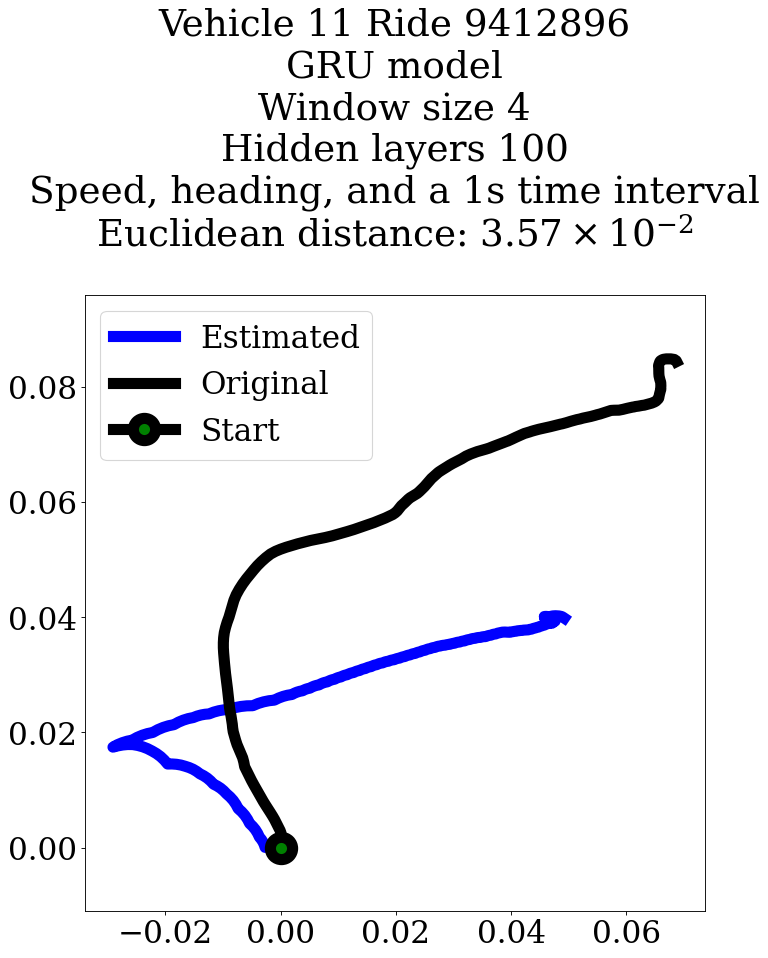 Vehicle 11 Ride 9412896
GRU model
Window size 4
Hidden layers 100
Speed, heading, and a 1s time interval
Euclidean distance: 3.57 × 10⁻²
Estimated
Original
Start
0.08
0.06
0.04
0.02
0.00
−0.02 0.00 0.02 0.04 0.06